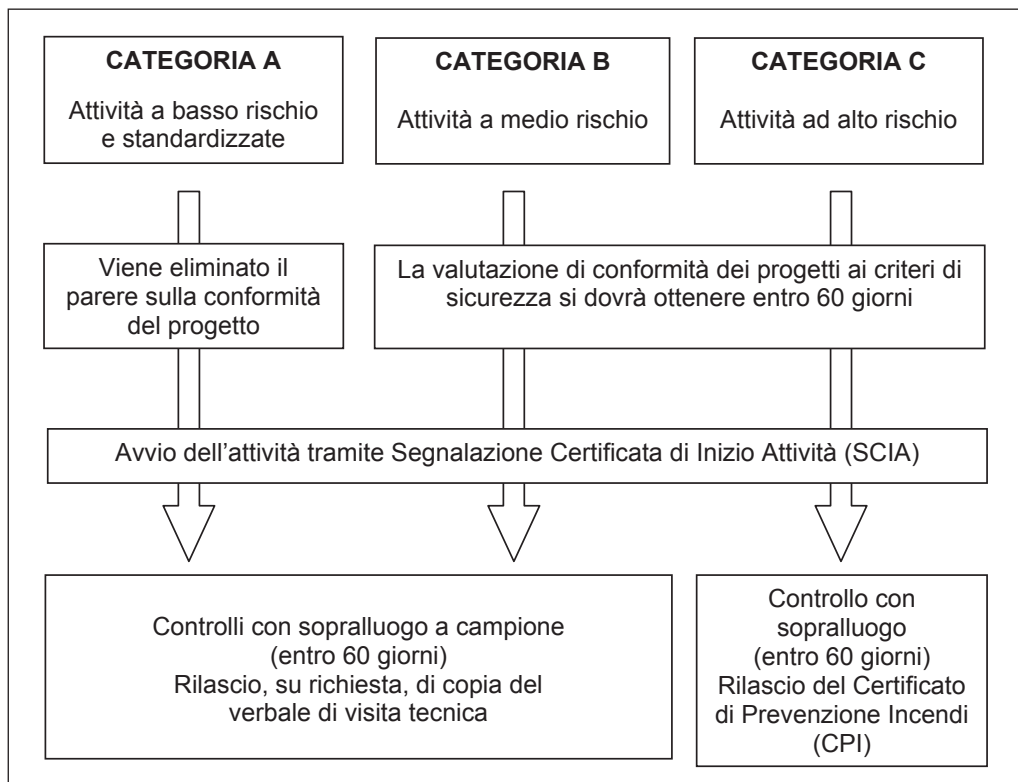 CATEGORIA A
Attività a basso rischio
e standardizzate
CATEGORIA B
Attività a medio rischio
CATEGORIA C
Attività ad alto rischio
Viene eliminato il
parere sulla conformità
del progetto
La valutazione di conformità dei progetti ai criteri di
sicurezza si dovrà ottenere entro 60 giorni
Avvio dell’attività tramite Segnalazione Certificata di Inizio Attività (SCIA)
Controlli con sopralluogo a campione
(entro 60 giorni)
Rilascio, su richiesta, di copia del
verbale di visita tecnica
Controllo con
sopralluogo
(entro 60 giorni)
Rilascio del Certificato
di Prevenzione Incendi
(CPI)